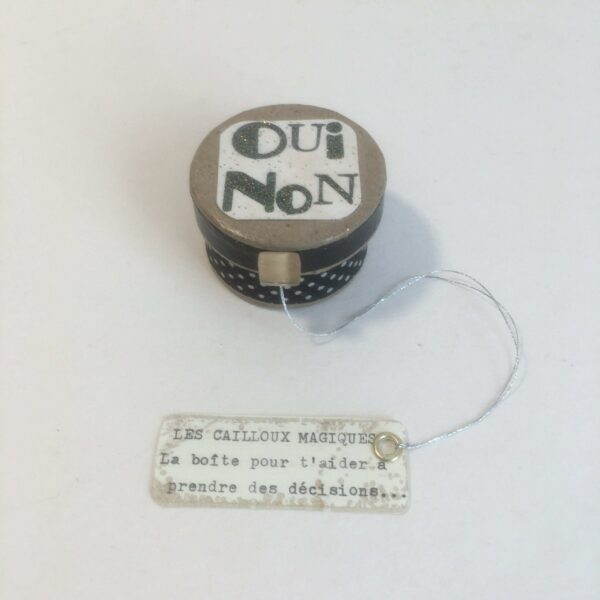 OUi
NoN
LES CAILLOUX MAGIQUES
La boîte pour t'aider à
prendre des décisions...